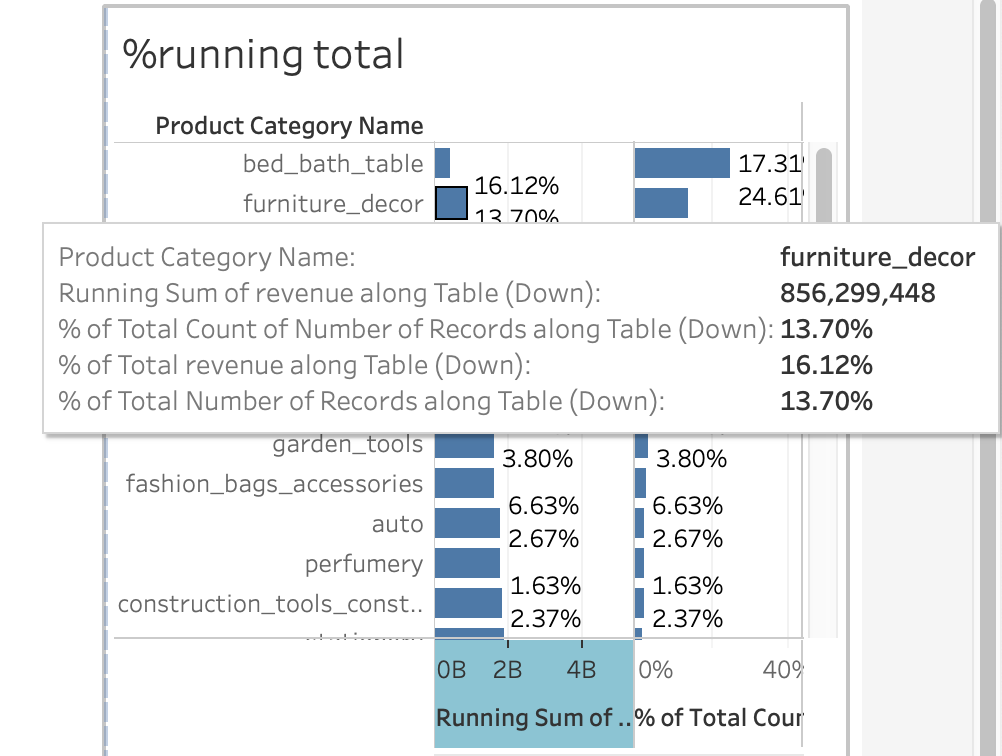 %running total
Product Category Name
bed_bath_table 17.31
16.12% 24.61
furniture_decor
13.70%
Product Category Name: furniture_decor
Running Sum of revenue along Table (Down): 856,299,448
% of Total Count of Number of Records along Table (Down): 13.70%
% of Total revenue along Table (Down): 16.12%
% of Total Number of Records along Table (Down): 13.70%
garden_tools
3.80% 3.80%
fashion_bags_accessories
6.63% 6.63%
auto
2.67% 2.67%
perfumery
1.63% 1.63%
construction_tools_const..
2.37% 2.37%
0B 2B 4B 0% 40%
Running Sum of .. % of Total Cour